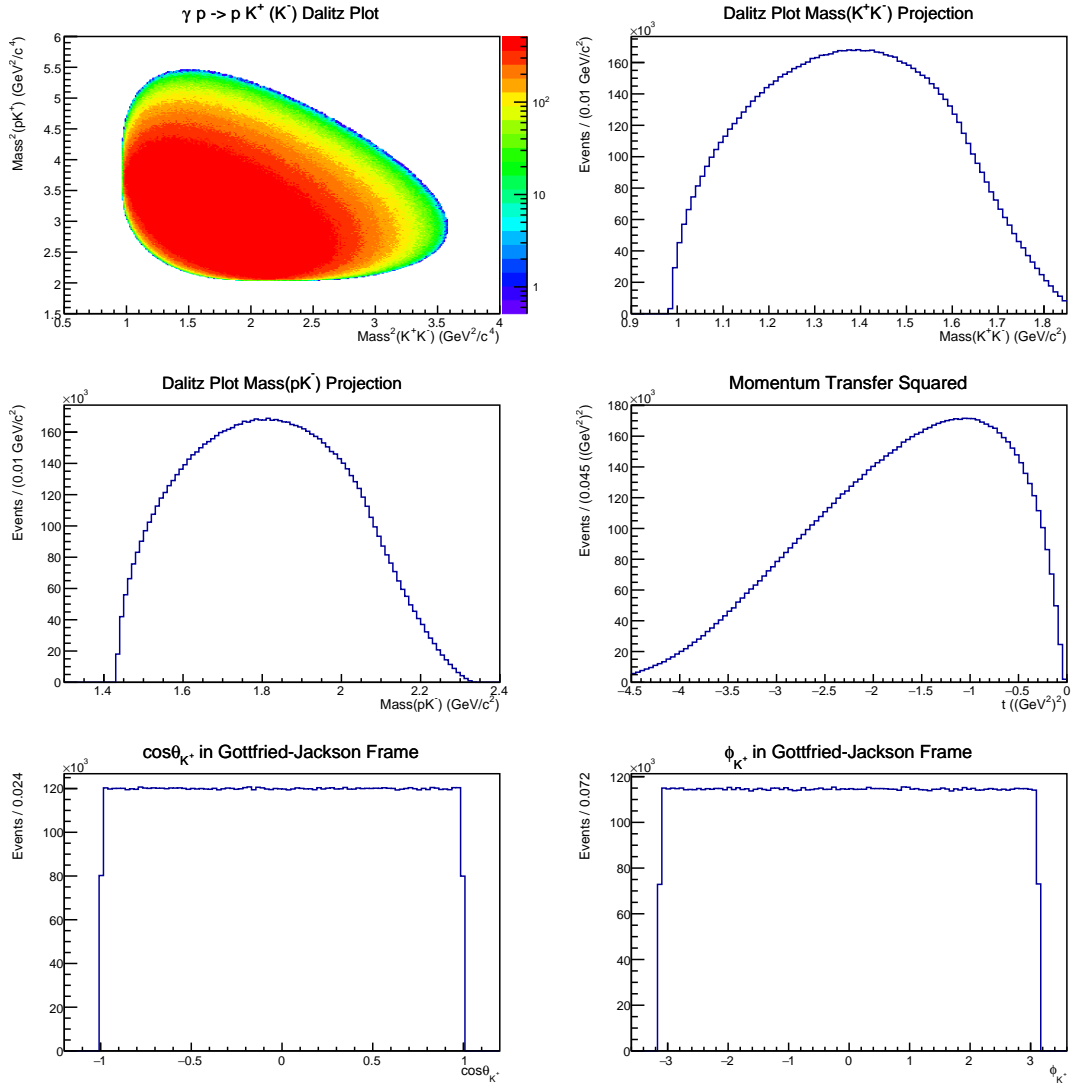 γ p -> p K⁺ (K⁻) Dalitz Plot
Mass²(pK⁺) (GeV²/c⁴)
6
5.5
5
4.5
4
3.5
3
2.5
2
1.5
0.5 1 1.5 2 2.5 3 3.5 4
Mass²(K⁺K⁻) (GeV²/c⁴)
10²
10
1
Dalitz Plot Mass(K⁺K⁻) Projection
×10³
Events / (0.01 GeV/c²)
160
140
120
100
80
60
40
20
0
0.9 1 1.1 1.2 1.3 1.4 1.5 1.6 1.7 1.8
Mass(K⁺K⁻) (GeV/c²)
Dalitz Plot Mass(pK⁻) Projection
×10³
Events / (0.01 GeV/c²)
160
140
120
100
80
60
40
20
0
1.4 1.6 1.8 2 2.2 2.4
Mass(pK⁻) (GeV/c²)
Momentum Transfer Squared
×10³
Events / (0.045 ((GeV²)²)
180
160
140
120
100
80
60
40
20
0
−4.5 −4 −3.5 −3 −2.5 −2 −1.5 −1 −0.5 0
t ((GeV²)²)
cosθ_K⁺ in Gottfried-Jackson Frame
×10³
Events / 0.024
120
100
80
60
40
20
0
−1 −0.5 0 0.5 1
cosθ_K⁺
ϕ_K⁺ in Gottfried-Jackson Frame
×10³
Events / 0.072
120
100
80
60
40
20
0
−3 −2 −1 0 1 2 3
ϕ_K⁺